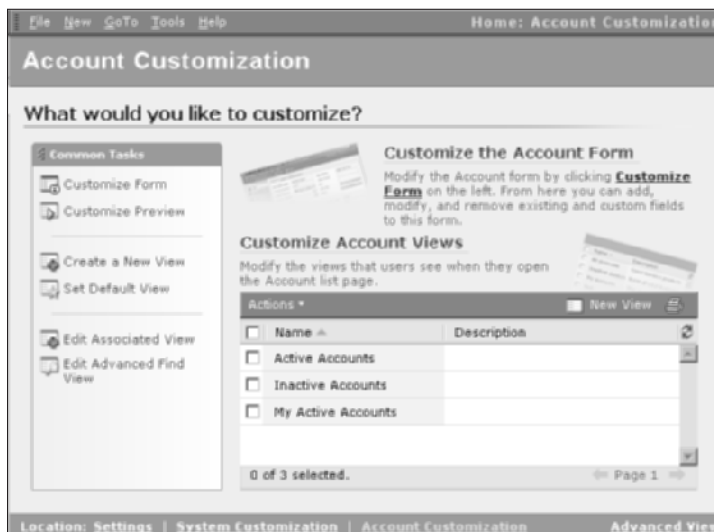 File New GoTo Tools Help
Home: Account Customization
Account Customization
What would you like to customize?
Common Tasks
Customize Form
Customize Preview
Create a New View
Set Default View
Edit Associated View
Edit Advanced Find
View
Customize the Account Form
Modify the Account form by clicking Customize
Form on the left. From here you can add,
modify, and remove existing and custom fields
to this form.
Customize Account Views
Modify the views that users see when they open
the Account list page.
Actions
New View
Name
Description
Active Accounts
Inactive Accounts
My Active Accounts
0 of 3 selected.
Page 1
Location: Settings | System Customization | Account Customization
Advanced View